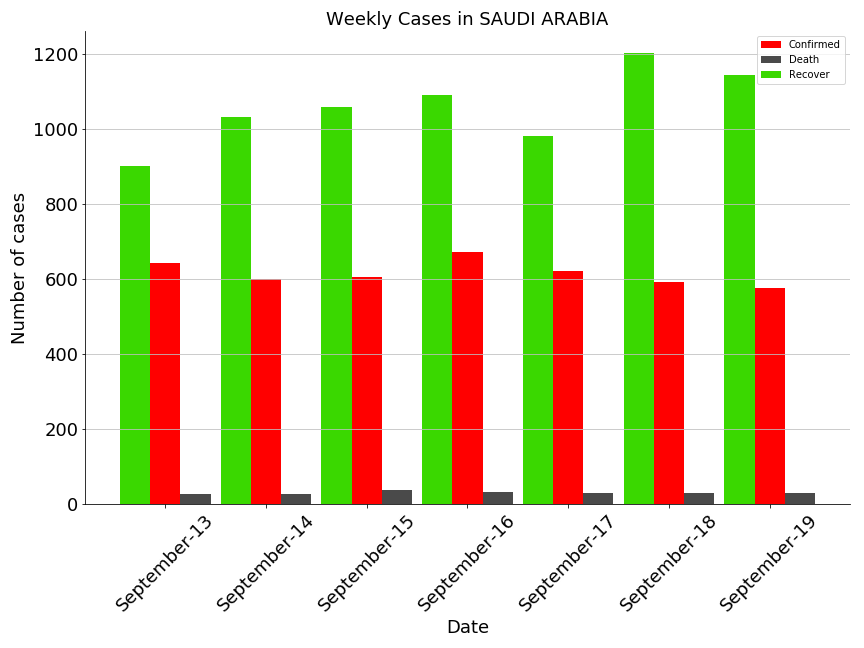 Weekly Cases in SAUDI ARABIA
Confirmed
Death
Recover
Number of cases
1200
1000
800
600
400
200
0
September-13
September-14
September-15
September-16
September-17
September-18
September-19
Date